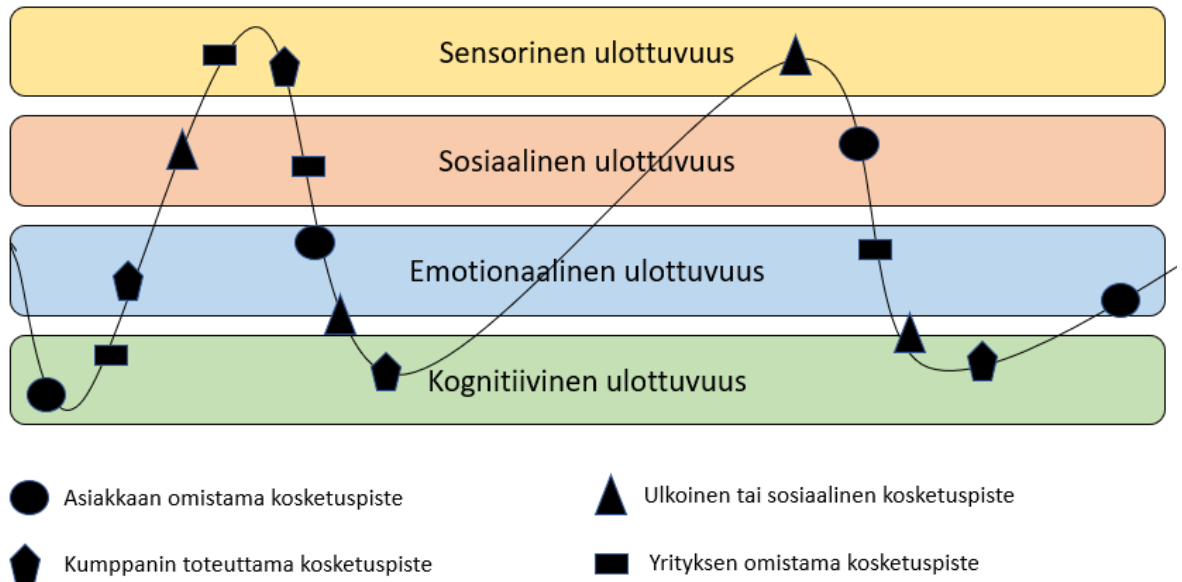 Sensorinen ulottuvuus
Sosiaalinen ulottuvuus
Emotionaalinen ulottuvuus
Kognitiivinen ulottuvuus
Asiakkaan omistama kosketuspiste
Ulkoinen tai sosiaalinen kosketuspiste
Kumppanin toteuttama kosketuspiste
Yrityksen omistama kosketuspiste